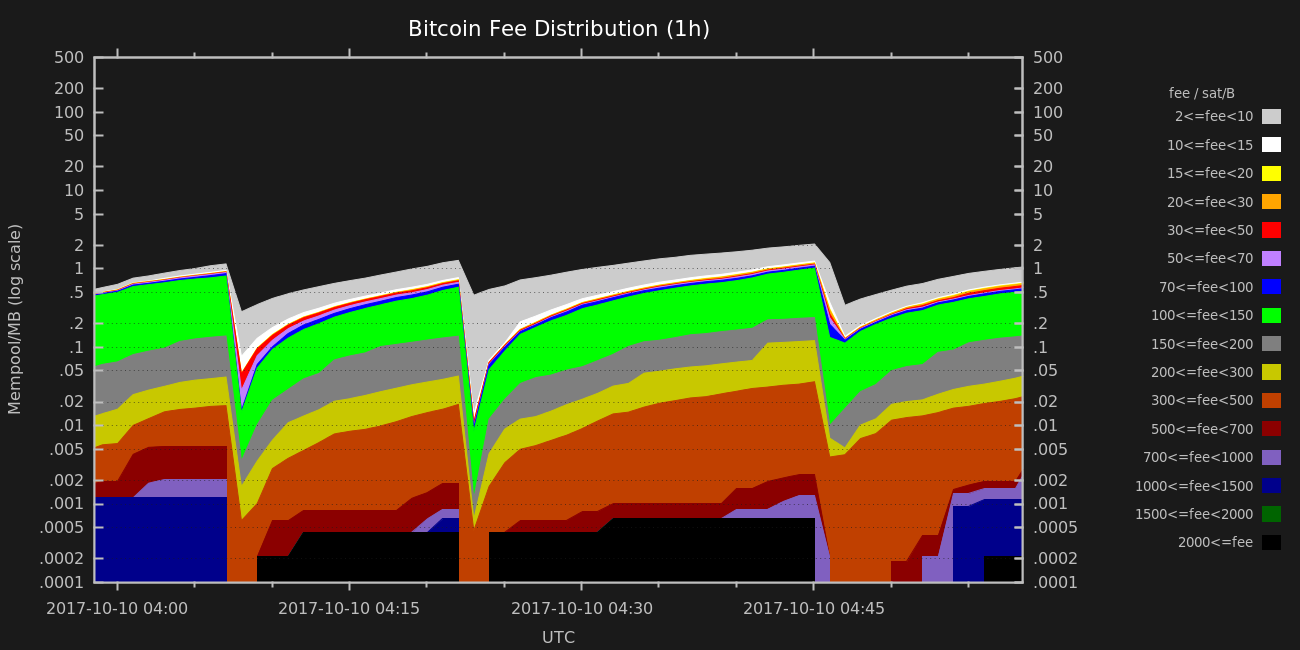 Bitcoin Fee Distribution (1h)
500 500
200 200
100 100
50 50
20 20
10 10
5 5
2 2
1 1
.5 .5
.2 .2
.1 .1
.05 .05
.02 .02
.01 .01
.005 .005
.002 .002
.001 .001
.0005 .0005
.0002 .0002
.0001 .0001
Mempool/MB (log scale)
2017-10-10 04:00 2017-10-10 04:15 2017-10-10 04:30 2017-10-10 04:45
UTC
fee / sat/B
2<=fee<10
10<=fee<15
15<=fee<20
20<=fee<30
30<=fee<50
50<=fee<70
70<=fee<100
100<=fee<150
150<=fee<200
200<=fee<300
300<=fee<500
500<=fee<700
700<=fee<1000
1000<=fee<1500
1500<=fee<2000
2000<=fee